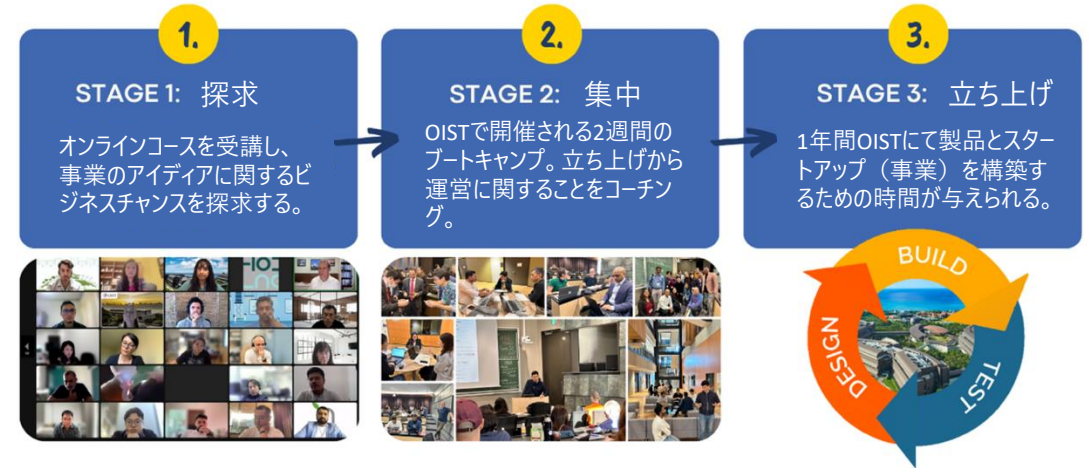 1.
STAGE 1: 探求
オンラインコースを受講し、
事業のアイディアに関するビ
ジネスチャンスを探求する。
2.
STAGE 2: 集中
OISTで開催される2週間の
ブートキャンプ。立ち上げから
運営に関することをコーチン
グ。
3.
STAGE 3: 立ち上げ
1年間OISTにて製品とスター
トアップ（事業）を構築す
るための時間が与えられる。
BUILD
DESIGN
TEST